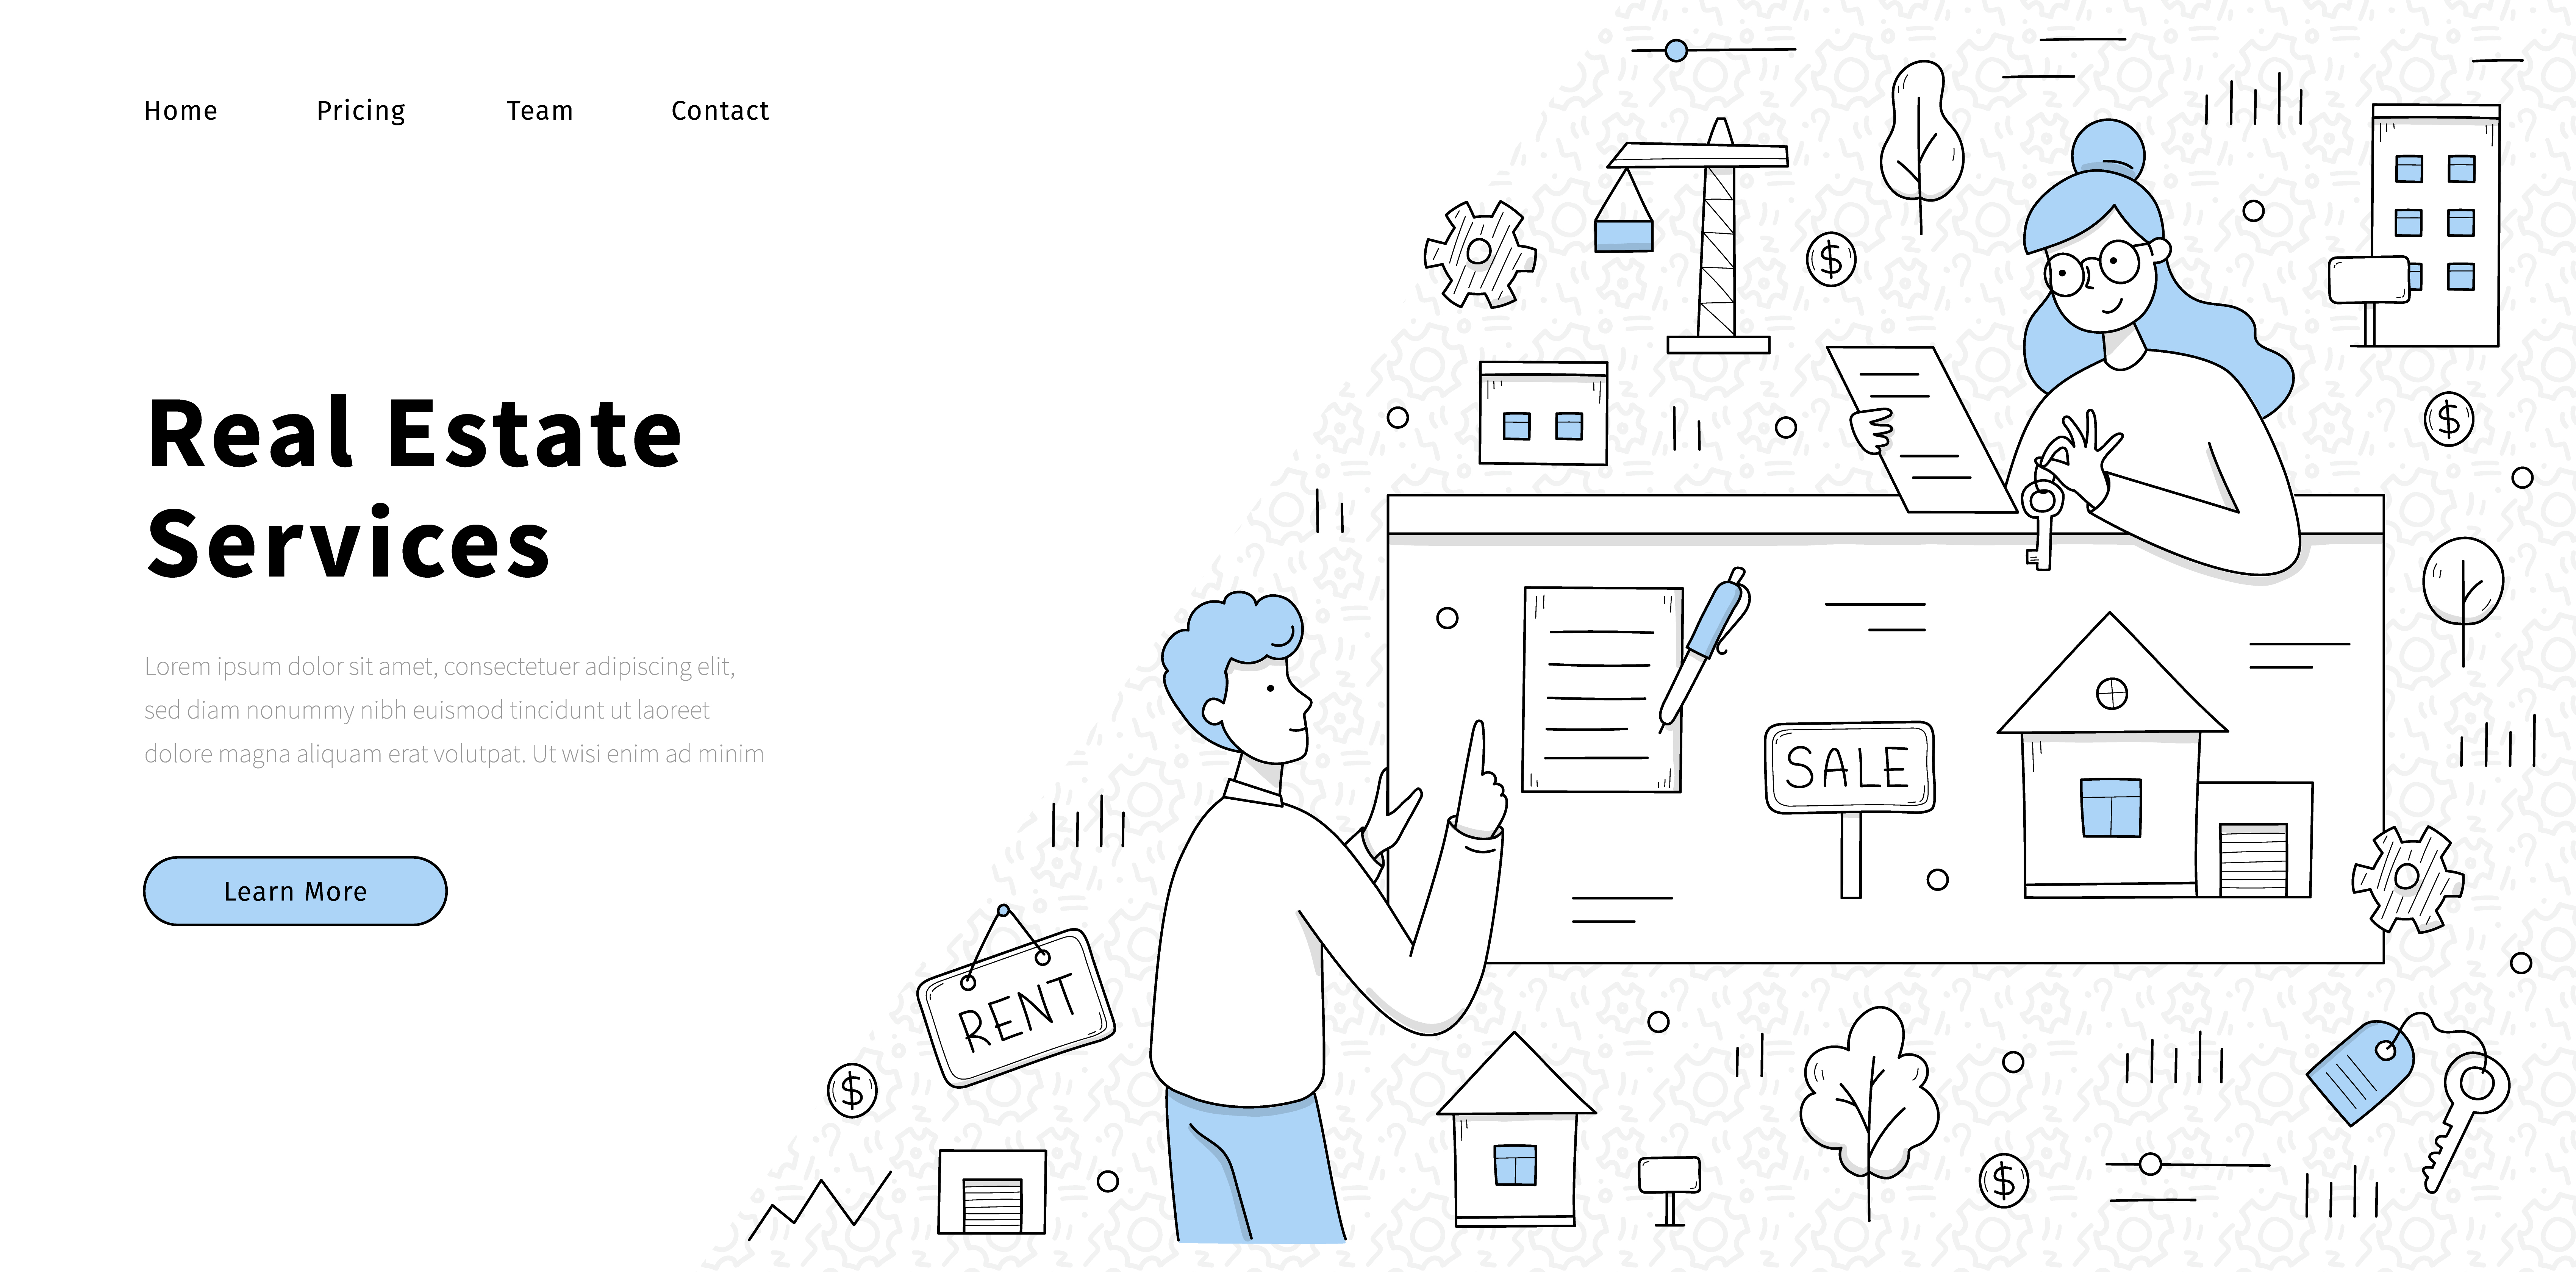 Home Pricing Team Contact
Real Estate
Services
Lorem ipsum dolor sit amet, consectetuer adipiscing elit,
sed diam nonummy nibh euismod tincidunt ut laoreet
dolore magna aliquam erat volutpat. Ut wisi enim ad minim
Learn More
SALE
RENT
$
$
$
$